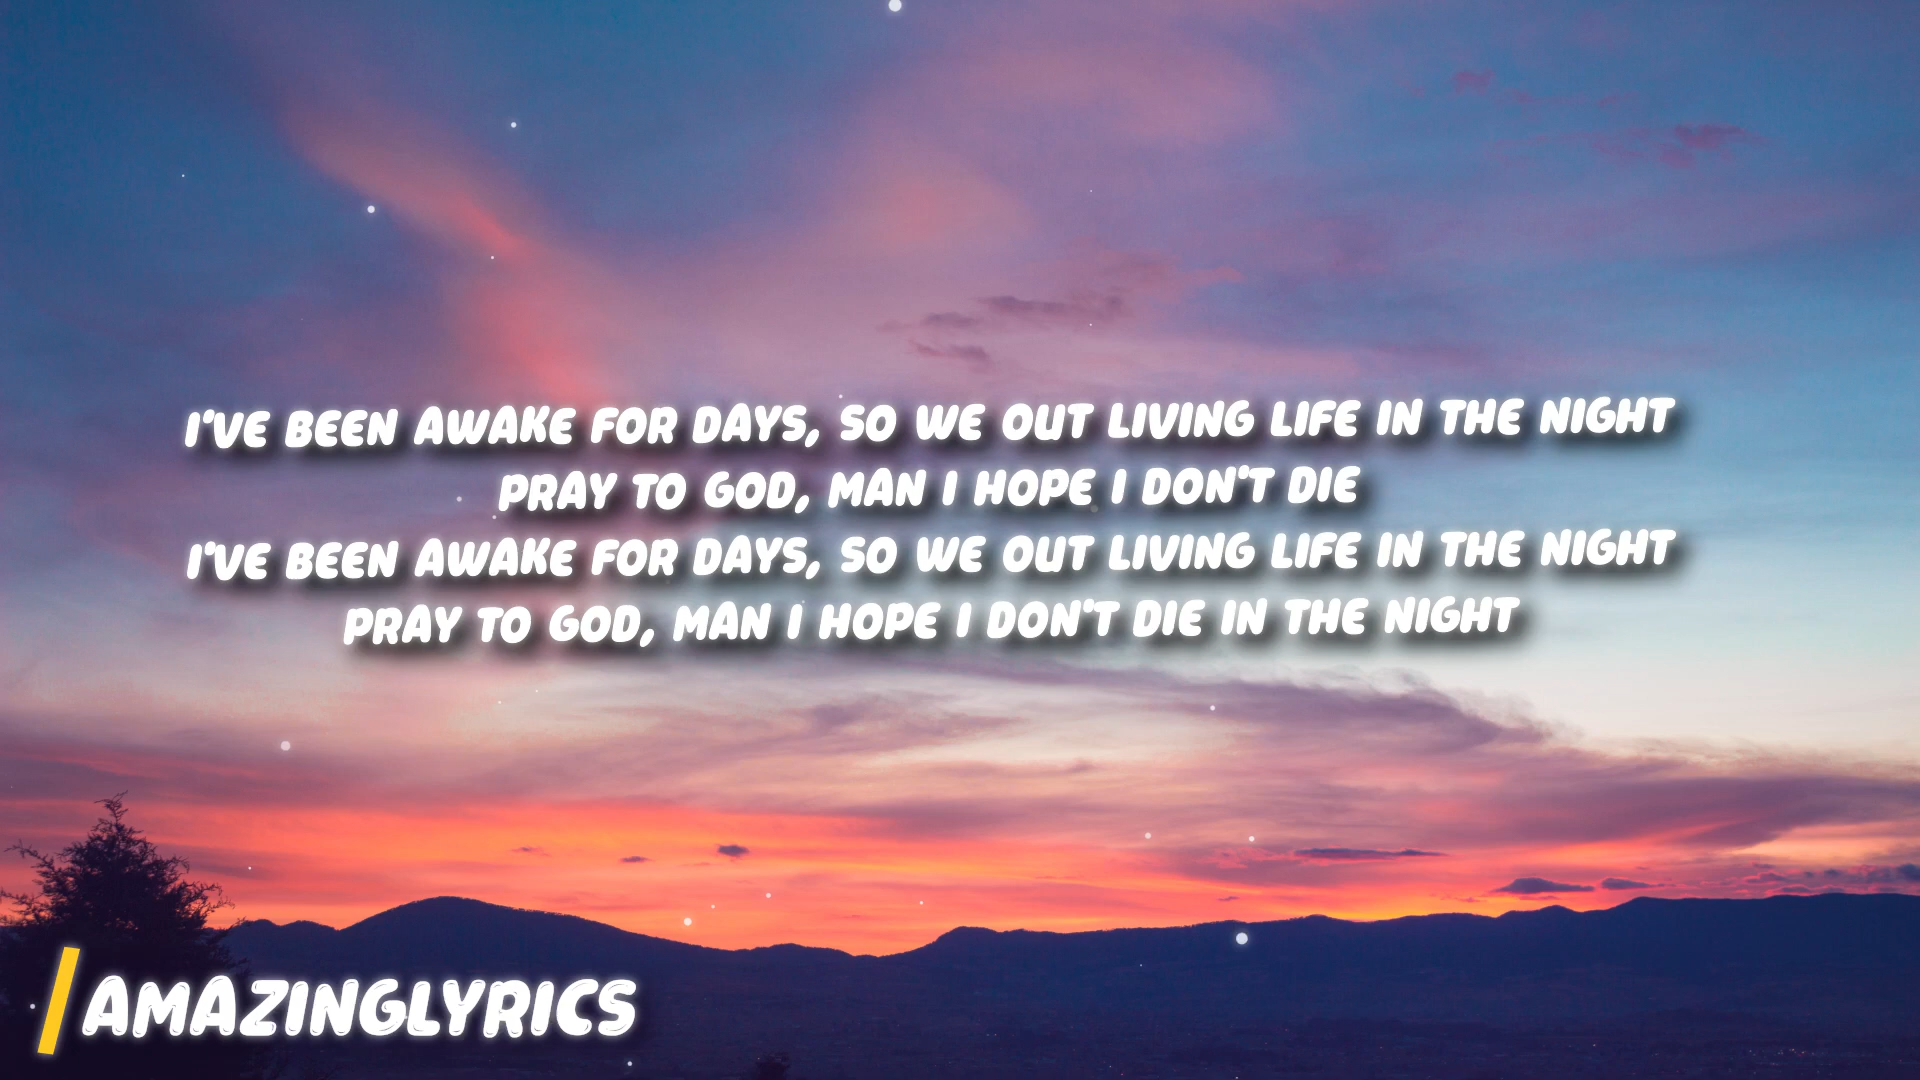 I'VE BEEN AWAKE FOR DAYS, SO WE OUT LIVING LIFE IN THE NIGHT
PRAY TO GOD, MAN I HOPE I DON'T DIE
I'VE BEEN AWAKE FOR DAYS, SO WE OUT LIVING LIFE IN THE NIGHT
PRAY TO GOD, MAN I HOPE I DON'T DIE IN THE NIGHT
AMAZINGLYRICS